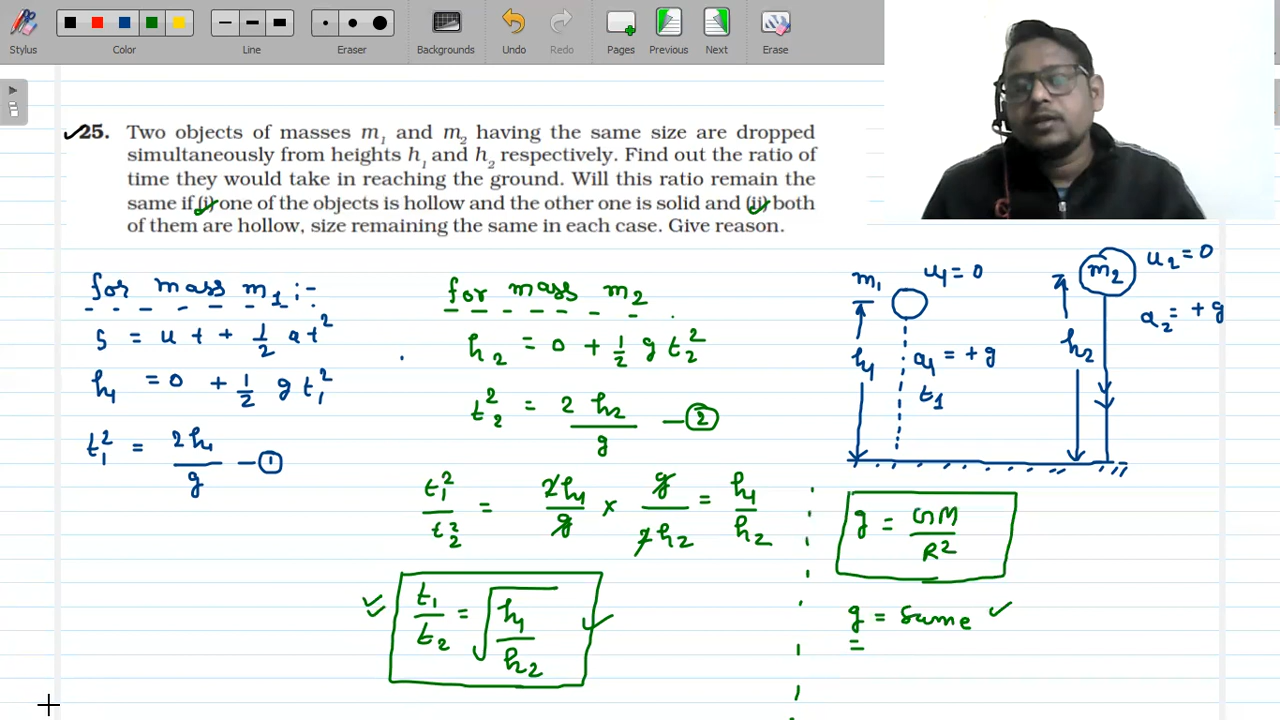 Stylus
Color
Line
Eraser
Backgrounds
Undo
Redo
Pages
Previous
Next
Erase
25. Two objects of masses m₁ and m₂ having the same size are dropped
simultaneously from heights h₁ and h₂ respectively. Find out the ratio of
time they would take in reaching the ground. Will this ratio remain the
same if (i) one of the objects is hollow and the other one is solid and (ii) both
of them are hollow, size remaining the same in each case. Give reason.
for mass m₁ :-
S = ut + 1/2 at²
h₁ = 0 + 1/2 g t₁²
t₁² = 2h₁/g — ①
for mass m₂
h₂ = 0 + 1/2 g t₂²
t₂² = 2h₂/g — ②
t₁²/t₂² = 2h₁/g × g/2h₂ = h₁/h₂
t₁/t₂ = √(h₁/h₂)
m₁ u₁ = 0
h₁ a₁ = +g
t₁
m₂ u₂ = 0
a₂ = +g
h₂
g = GM/R²
g = Same